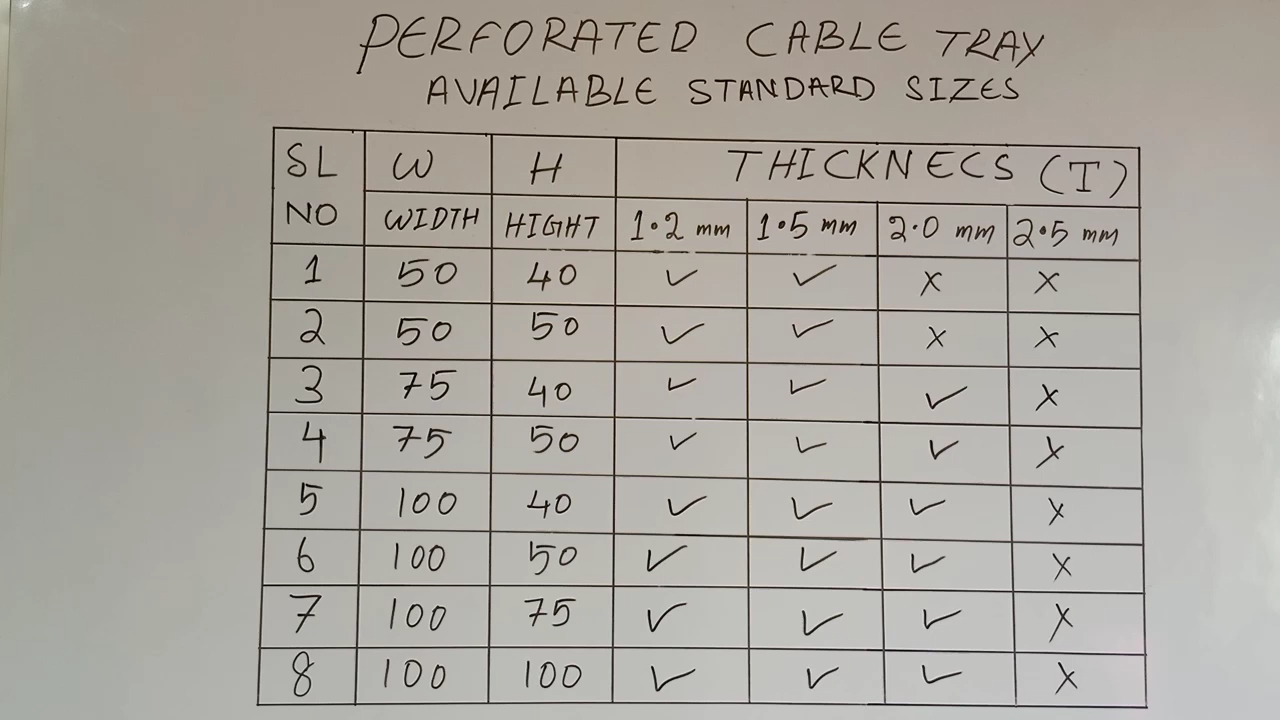 PERFORATED CABLE TRAY
AVAILABLE STANDARD SIZES
SL NO W WIDTH H HIGHT THICKNECS (T)
1.2 mm 1.5 mm 2.0 mm 2.5 mm
1 50 40 ✓ ✓ x x
2 50 50 ✓ ✓ x x
3 75 40 ✓ ✓ ✓ x
4 75 50 ✓ ✓ ✓ x
5 100 40 ✓ ✓ ✓ x
6 100 50 ✓ ✓ ✓ x
7 100 75 ✓ ✓ ✓ x
8 100 100 ✓ ✓ ✓ x